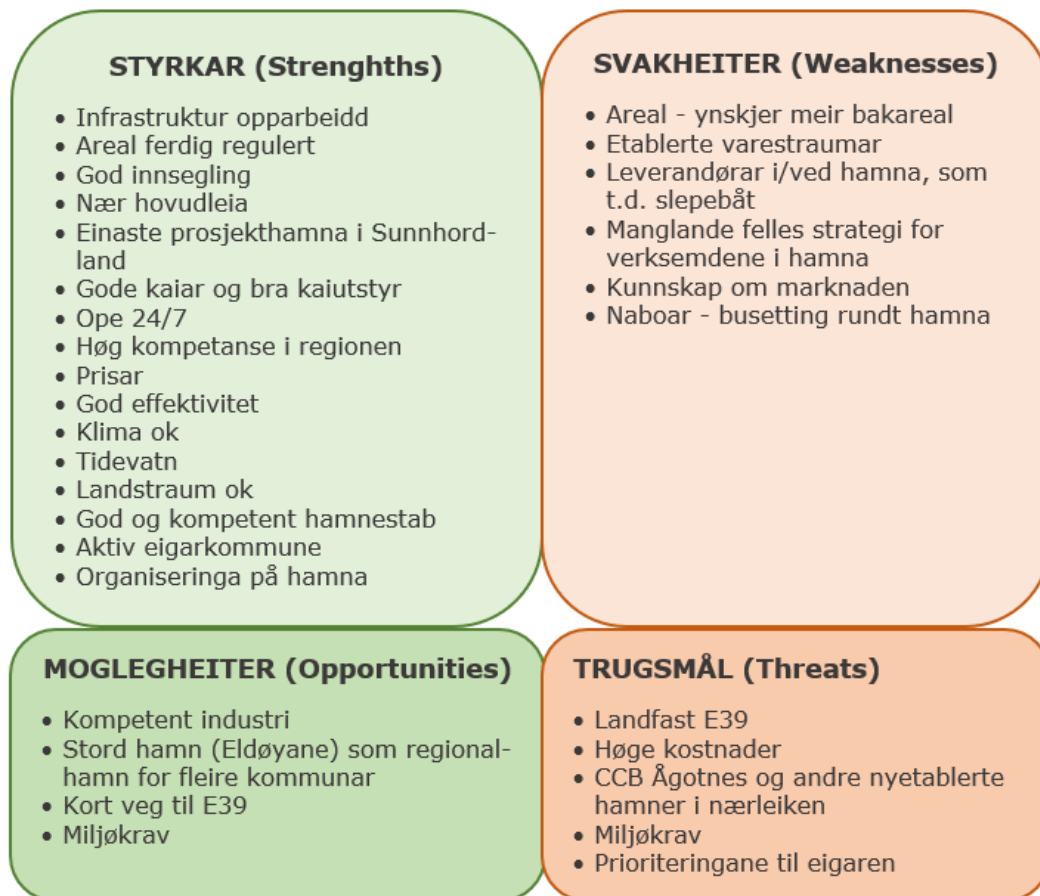 STYRKAR (Strenghths)
• Infrastruktur opparbeidd
• Areal ferdig regulert
• God innsegling
• Nær hovudleia
• Einaste prosjekthamna i Sunnhord-
land
• Gode kaiar og bra kaiutstyr
• Ope 24/7
• Høg kompetanse i regionen
• Prisar
• God effektivitet
• Klima ok
• Tidevatn
• Landstraum ok
• God og kompetent hamnestab
• Aktiv eigarkommune
• Organiseringa på hamna
SVAKHEITER (Weaknesses)
• Areal - ynskjer meir bakareal
• Etablerte varestraumar
• Leverandørar i/ved hamna, som
t.d. slepebåt
• Manglande felles strategi for
verksemdene i hamna
• Kunnskap om marknaden
• Naboar - busetting rundt hamna
MOGLEGHEITER (Opportunities)
• Kompetent industri
• Stord hamn (Eldøyane) som regional-
hamn for fleire kommunar
• Kort veg til E39
• Miljøkrav
TRUGSMÅL (Threats)
• Landfast E39
• Høge kostnader
• CCB Ågotnes og andre nyetablerte
hamner i nærleiken
• Miljøkrav
• Prioriteringane til eigaren